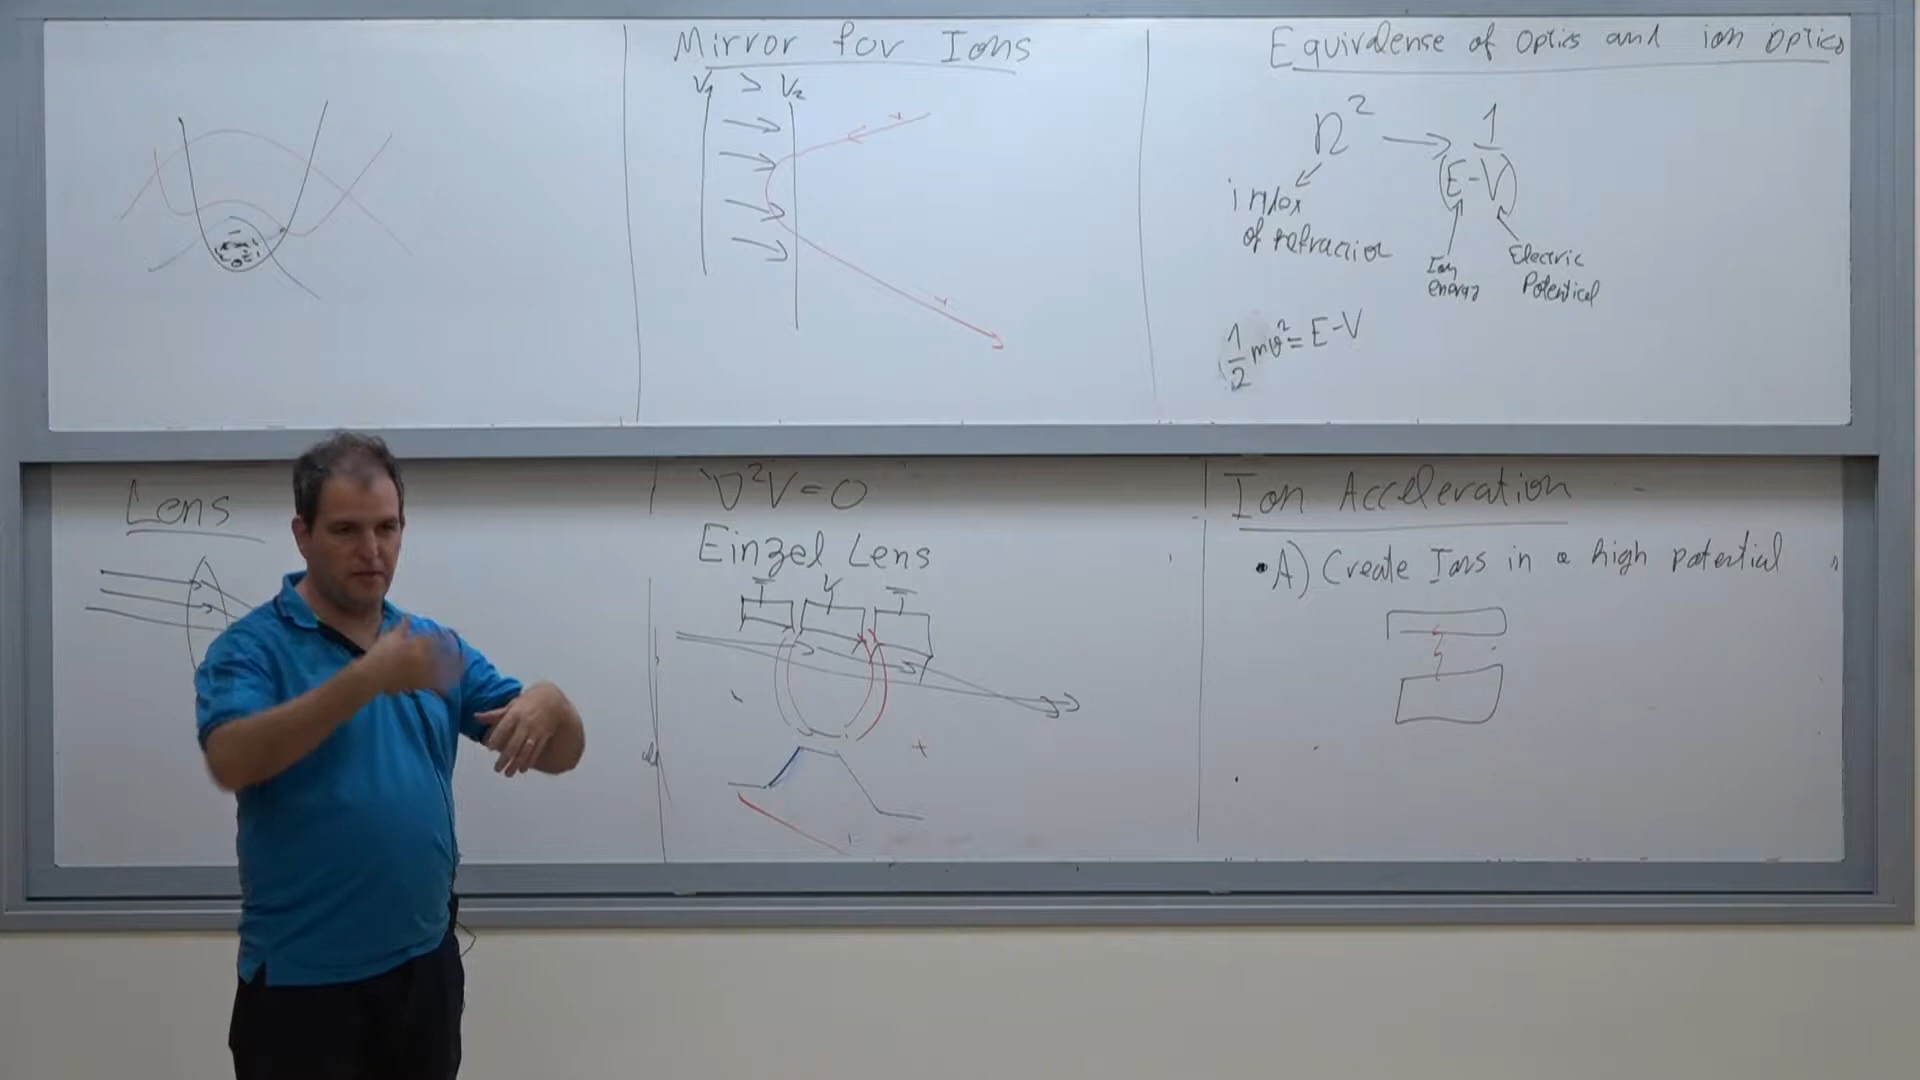 Mirror for Ions
V₁ > V₂
Equivalense of optics and ion optics
n² → 1
(E-V)
index
of refraction
Ion
energy
Electric
Potential
1
2 mv² = E-V
Lens
∇²V=0
Einzel Lens
V
+
Ion Acceleration
• A) Create Ions in a high potential